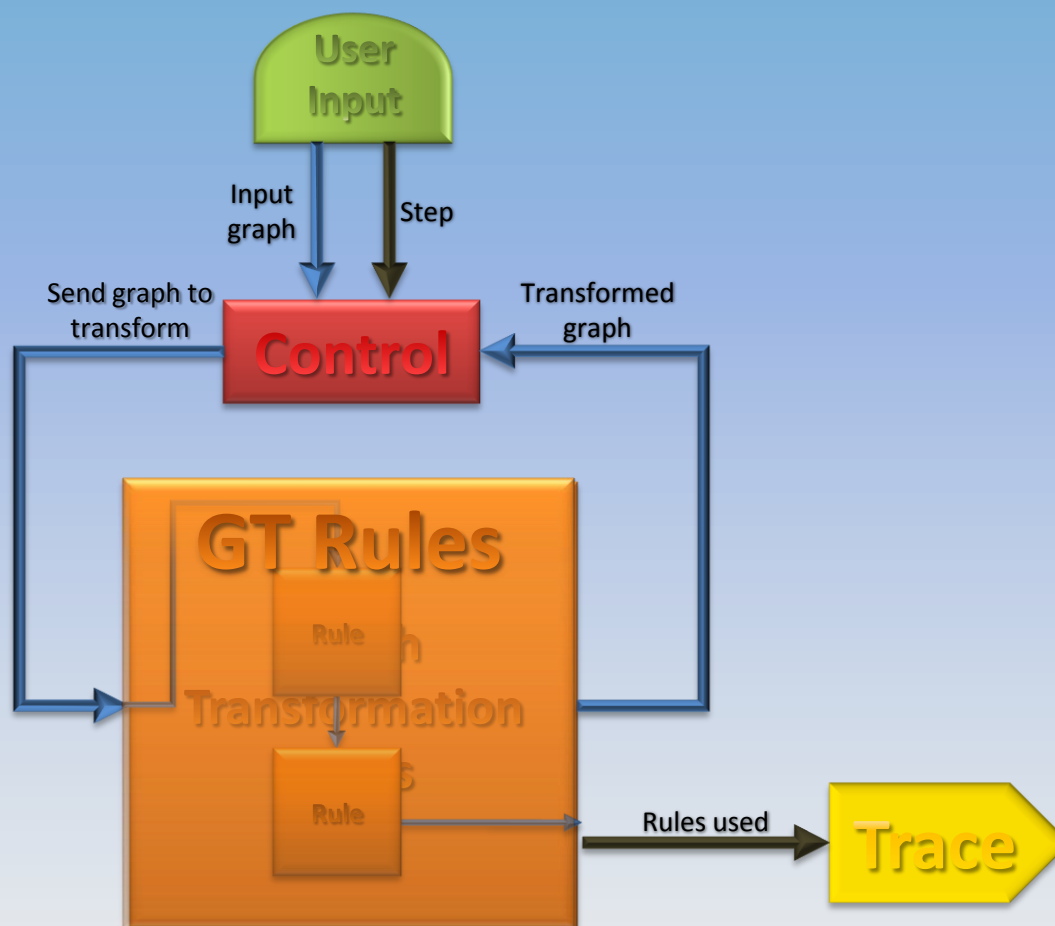 User
Input
Input
graph
Step
Send graph to
transform
Transformed
graph
Control
GT Rules
Rule
h
Transformation
s
Rule
Rules used
Trace